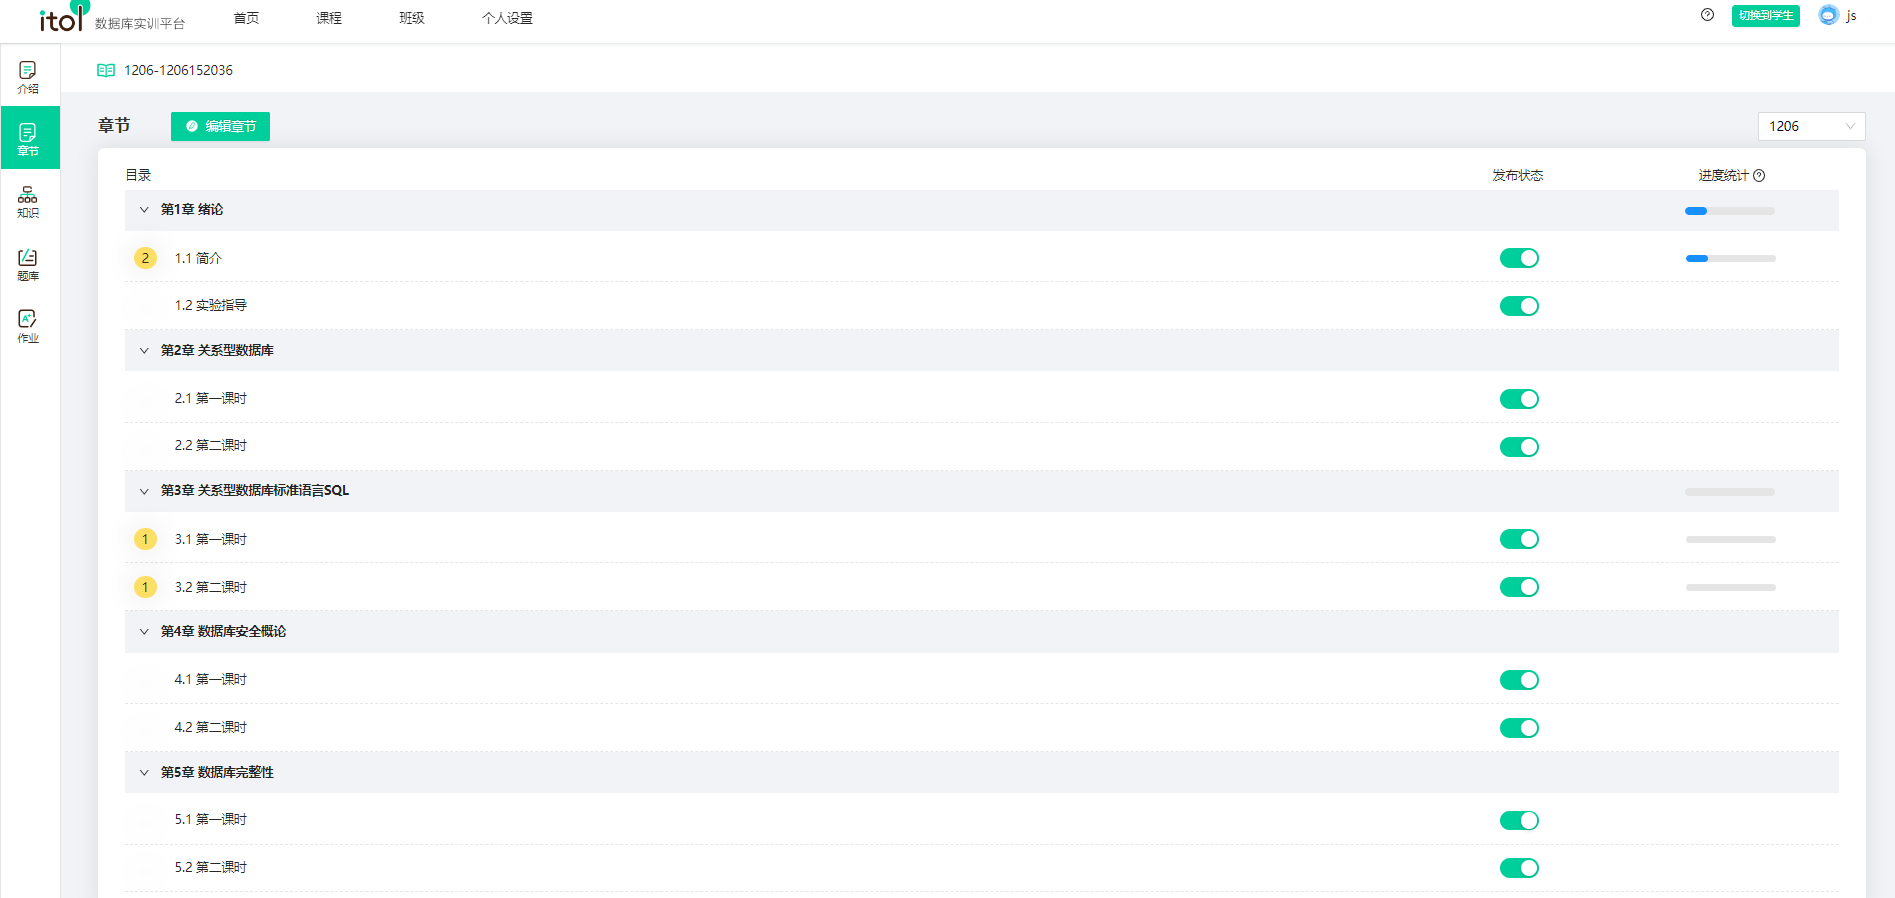 itol 数据库实训平台 首页 课程 班级 个人设置 切换到学生 js
介绍
章节
知识
题库
作业
1206-1206152036
章节 编辑章节 1206
目录 发布状态 进度统计
第1章 绪论
2 1.1 简介
1.2 实验指导
第2章 关系型数据库
2.1 第一课时
2.2 第二课时
第3章 关系型数据库标准语言SQL
1 3.1 第一课时
1 3.2 第二课时
第4章 数据库安全概论
4.1 第一课时
4.2 第二课时
第5章 数据库完整性
5.1 第一课时
5.2 第二课时